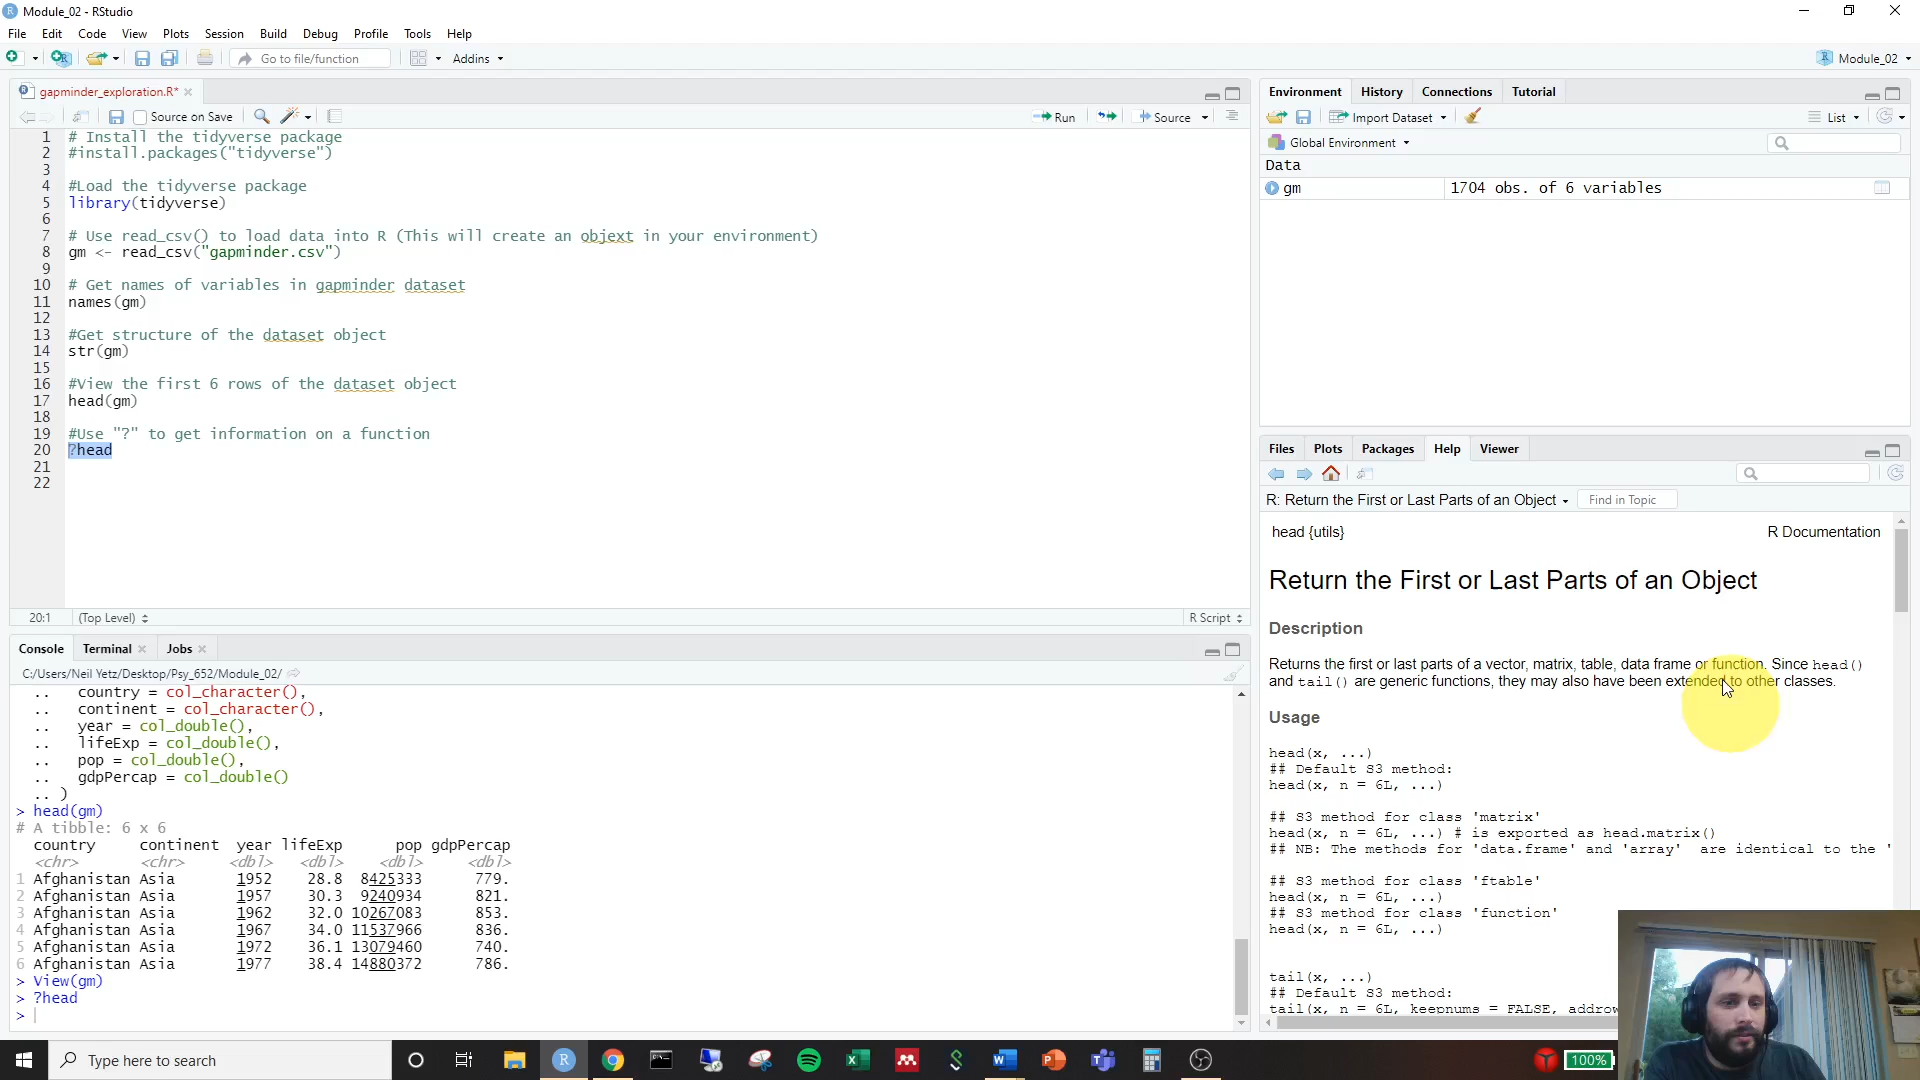 Module_02 - RStudio
File Edit Code View Plots Session Build Debug Profile Tools Help
Go to file/function Addins Module_02
gapminder_exploration.R*
Source on Save Run Source
1 # Install the tidyverse package
2 #install.packages("tidyverse")
3
4 #Load the tidyverse package
5 library(tidyverse)
6
7 # Use read_csv() to load data into R (This will create an objext in your environment)
8 gm <- read_csv("gapminder.csv")
9
10 # Get names of variables in gapminder dataset
11 names(gm)
12
13 #Get structure of the dataset object
14 str(gm)
15
16 #View the first 6 rows of the dataset object
17 head(gm)
18
19 #Use "?" to get information on a function
20 ?head
21
22
20:1 (Top Level) R Script
Console Terminal Jobs
C:/Users/Neil Yetz/Desktop/Psy_652/Module_02/
.. country = col_character(),
.. continent = col_character(),
.. year = col_double(),
.. lifeExp = col_double(),
.. pop = col_double(),
.. gdpPercap = col_double()
.. )
> head(gm)
# A tibble: 6 x 6
country continent year lifeExp pop gdpPercap
<chr> <chr> <dbl> <dbl> <dbl> <dbl>
1 Afghanistan Asia 1952 28.8 8425333 779.
2 Afghanistan Asia 1957 30.3 9240934 821.
3 Afghanistan Asia 1962 32.0 10267083 853.
4 Afghanistan Asia 1967 34.0 11537966 836.
5 Afghanistan Asia 1972 36.1 13079460 740.
6 Afghanistan Asia 1977 38.4 14880372 786.
> View(gm)
> ?head
>
Environment History Connections Tutorial
Import Dataset List
Global Environment
Data
gm 1704 obs. of 6 variables
Files Plots Packages Help Viewer
R: Return the First or Last Parts of an Object Find in Topic
head {utils} R Documentation
Return the First or Last Parts of an Object
Description
Returns the first or last parts of a vector, matrix, table, data frame or function. Since head()
and tail() are generic functions, they may also have been extended to other classes.
Usage
head(x, ...)
## Default S3 method:
head(x, n = 6L, ...)
## S3 method for class 'matrix'
head(x, n = 6L, ...) # is exported as head.matrix()
## NB: The methods for 'data.frame' and 'array' are identical to the '
## S3 method for class 'ftable'
head(x, n = 6L, ...)
## S3 method for class 'function'
head(x, n = 6L, ...)
tail(x, ...)
## Default S3 method:
tail(x, n = 6L, keepnums = FALSE, addrow
Type here to search
100%